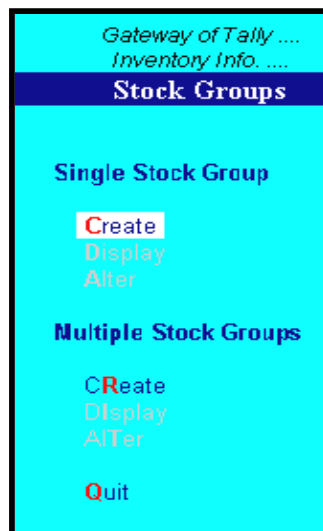 Gateway of Tally ....
Inventory Info. ....
Stock Groups
Single Stock Group
Create
Display
Alter
Multiple Stock Groups
CReate
DIsplay
AlTer
Quit